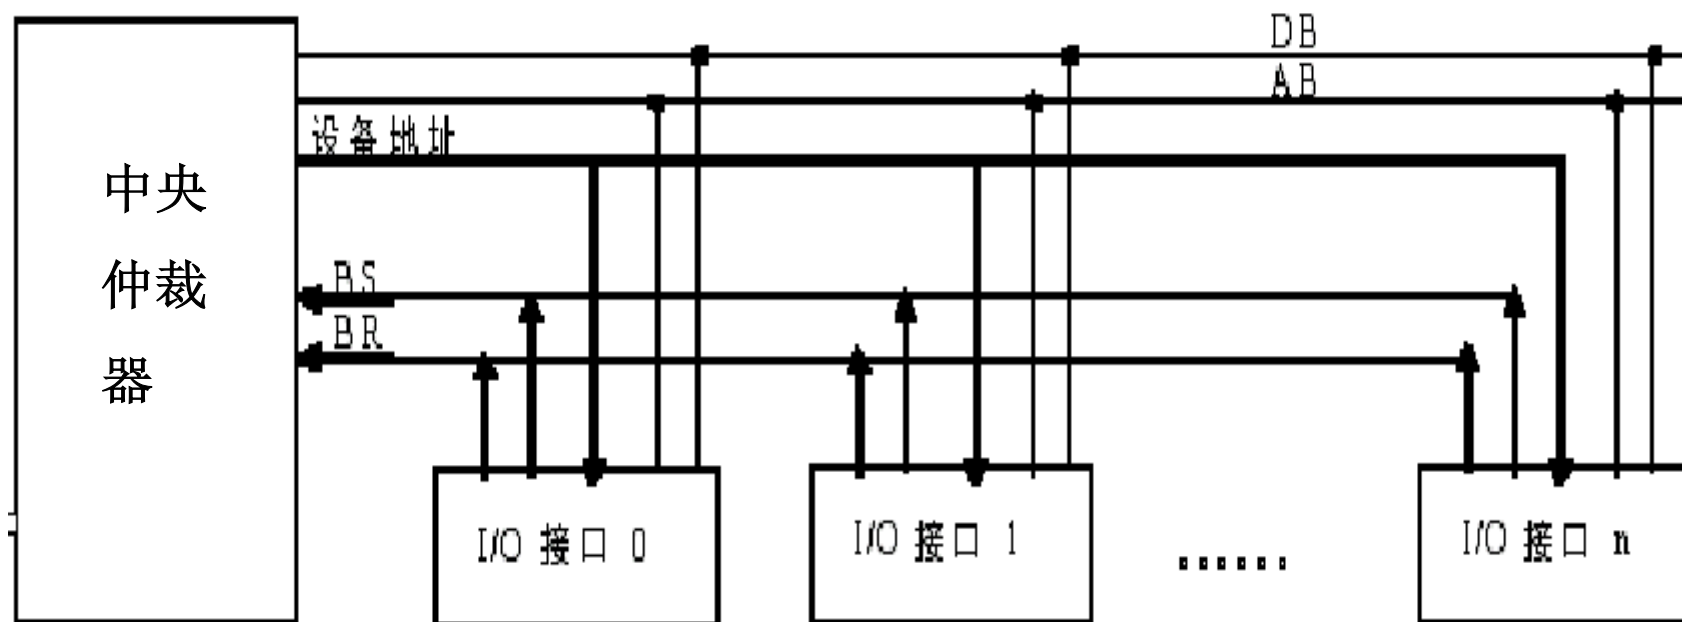 DB
AB
设备地址
中央
仲裁
器
BS
BR
I/O 接口 0
I/O 接口 1
......
I/O 接口 n